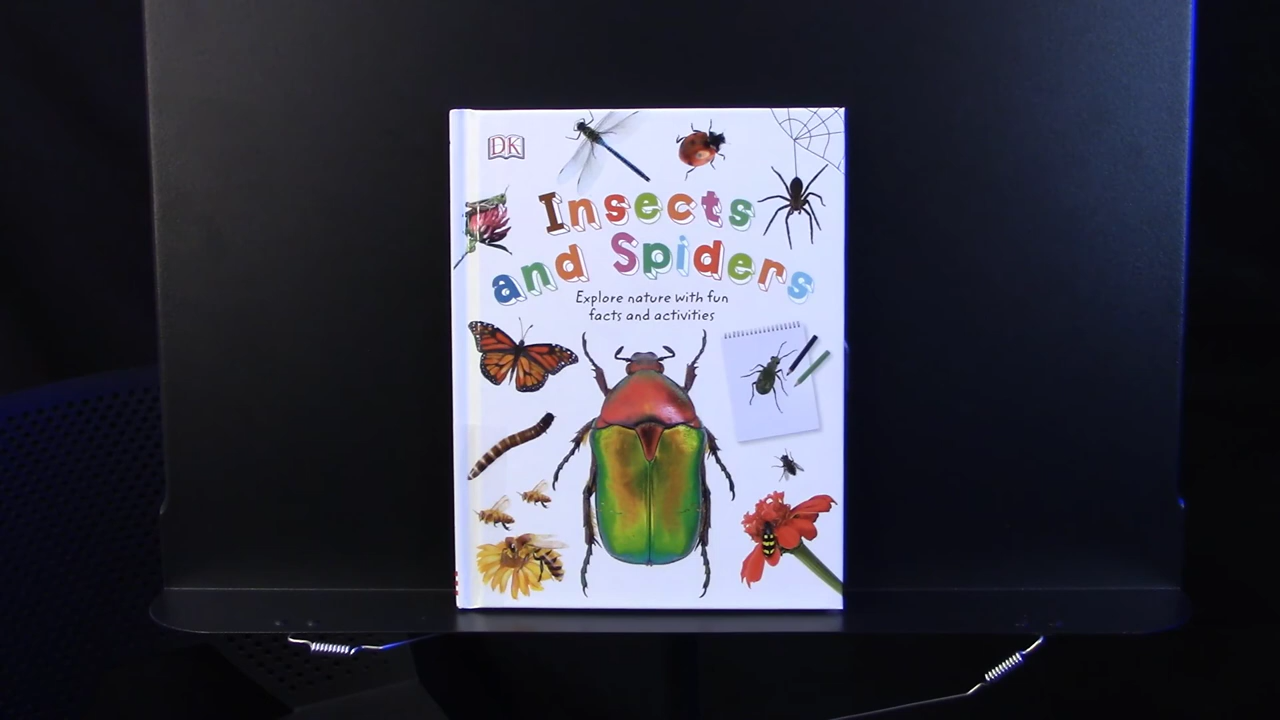 DK
Insects
and Spiders
Explore nature with fun
facts and activities